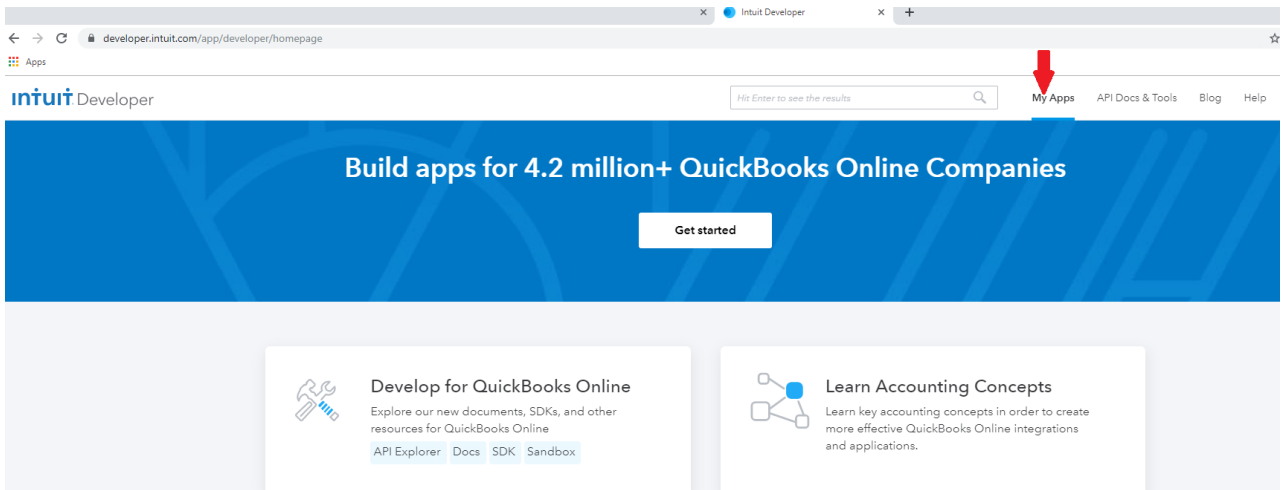 Intuit Developer
developer.intuit.com/app/developer/homepage
Apps
ıntuıt Developer
Hit Enter to see the results
My Apps
API Docs & Tools
Blog
Help
Build apps for 4.2 million+ QuickBooks Online Companies
Get started
Develop for QuickBooks Online
Explore our new documents, SDKs, and other
resources for QuickBooks Online
API Explorer Docs SDK Sandbox
Learn Accounting Concepts
Learn key accounting concepts in order to create
more effective QuickBooks Online integrations
and applications.